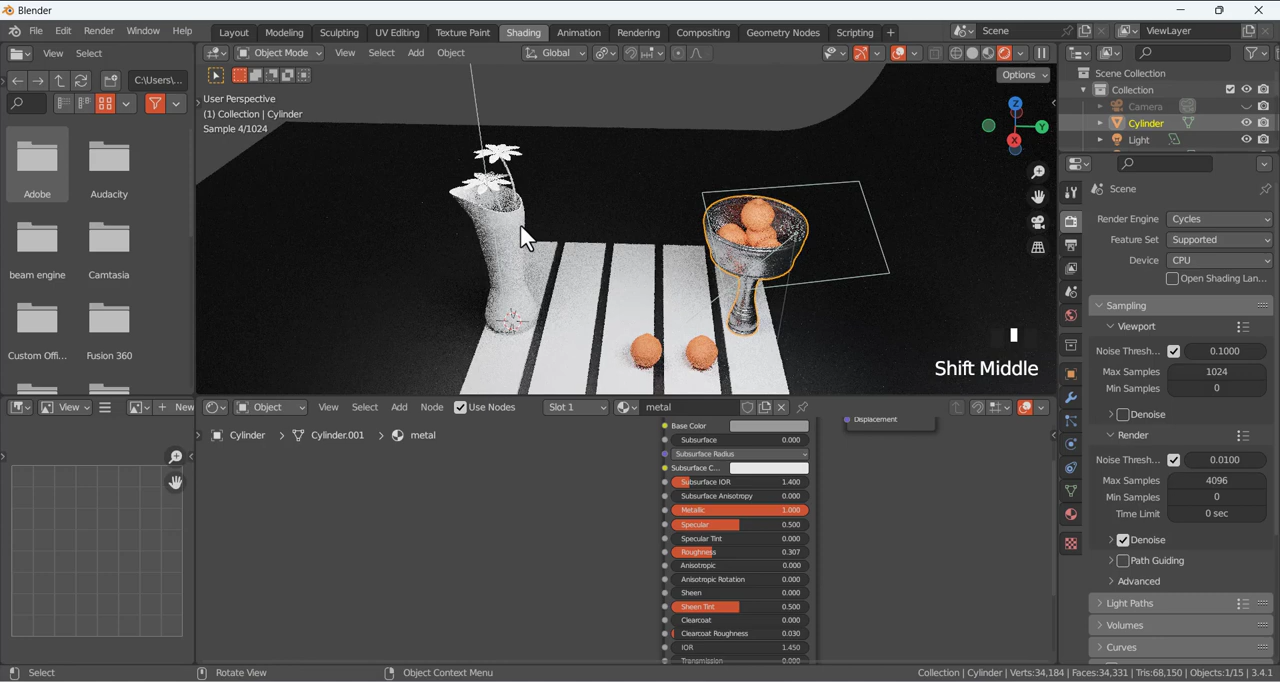 Blender
File Edit Render Window Help
Layout Modeling Sculpting UV Editing Texture Paint Shading Animation Rendering Compositing Geometry Nodes Scripting +
Scene
ViewLayer
View Select
Object Mode View Select Add Object
Global
Options
C:\Users\...
User Perspective
(1) Collection | Cylinder
Sample 4/1024
Z
Y
X
Adobe Audacity
beam engine Camtasia
Custom Offi... Fusion 360
Shift Middle
Scene Collection
Collection
Camera
Cylinder
Light
Scene
Render Engine Cycles
Feature Set Supported
Device CPU
Open Shading Lan...
Sampling
Viewport
Noise Thresh... 0.1000
Max Samples 1024
Min Samples 0
Denoise
Render
Noise Thresh... 0.0100
Max Samples 4096
Min Samples 0
Time Limit 0 sec
Denoise
Path Guiding
Advanced
Light Paths
Volumes
Curves
View + New
Object View Select Add Node Use Nodes Slot 1 metal
Cylinder > Cylinder.001 > metal
Displacement
Base Color
Subsurface 0.000
Subsurface Radius
Subsurface C...
Subsurface IOR 1.400
Subsurface Anisotropy 0.000
Metallic 1.000
Specular 0.500
Specular Tint 0.000
Roughness 0.307
Anisotropic 0.000
Anisotropic Rotation 0.000
Sheen 0.000
Sheen Tint 0.500
Clearcoat 0.000
Clearcoat Roughness 0.030
IOR 1.450
Transmission 0.000
Select Rotate View Object Context Menu
Collection | Cylinder | Verts:34,184 | Faces:34,331 | Tris:68,150 | Objects:1/15 | 3.4.1